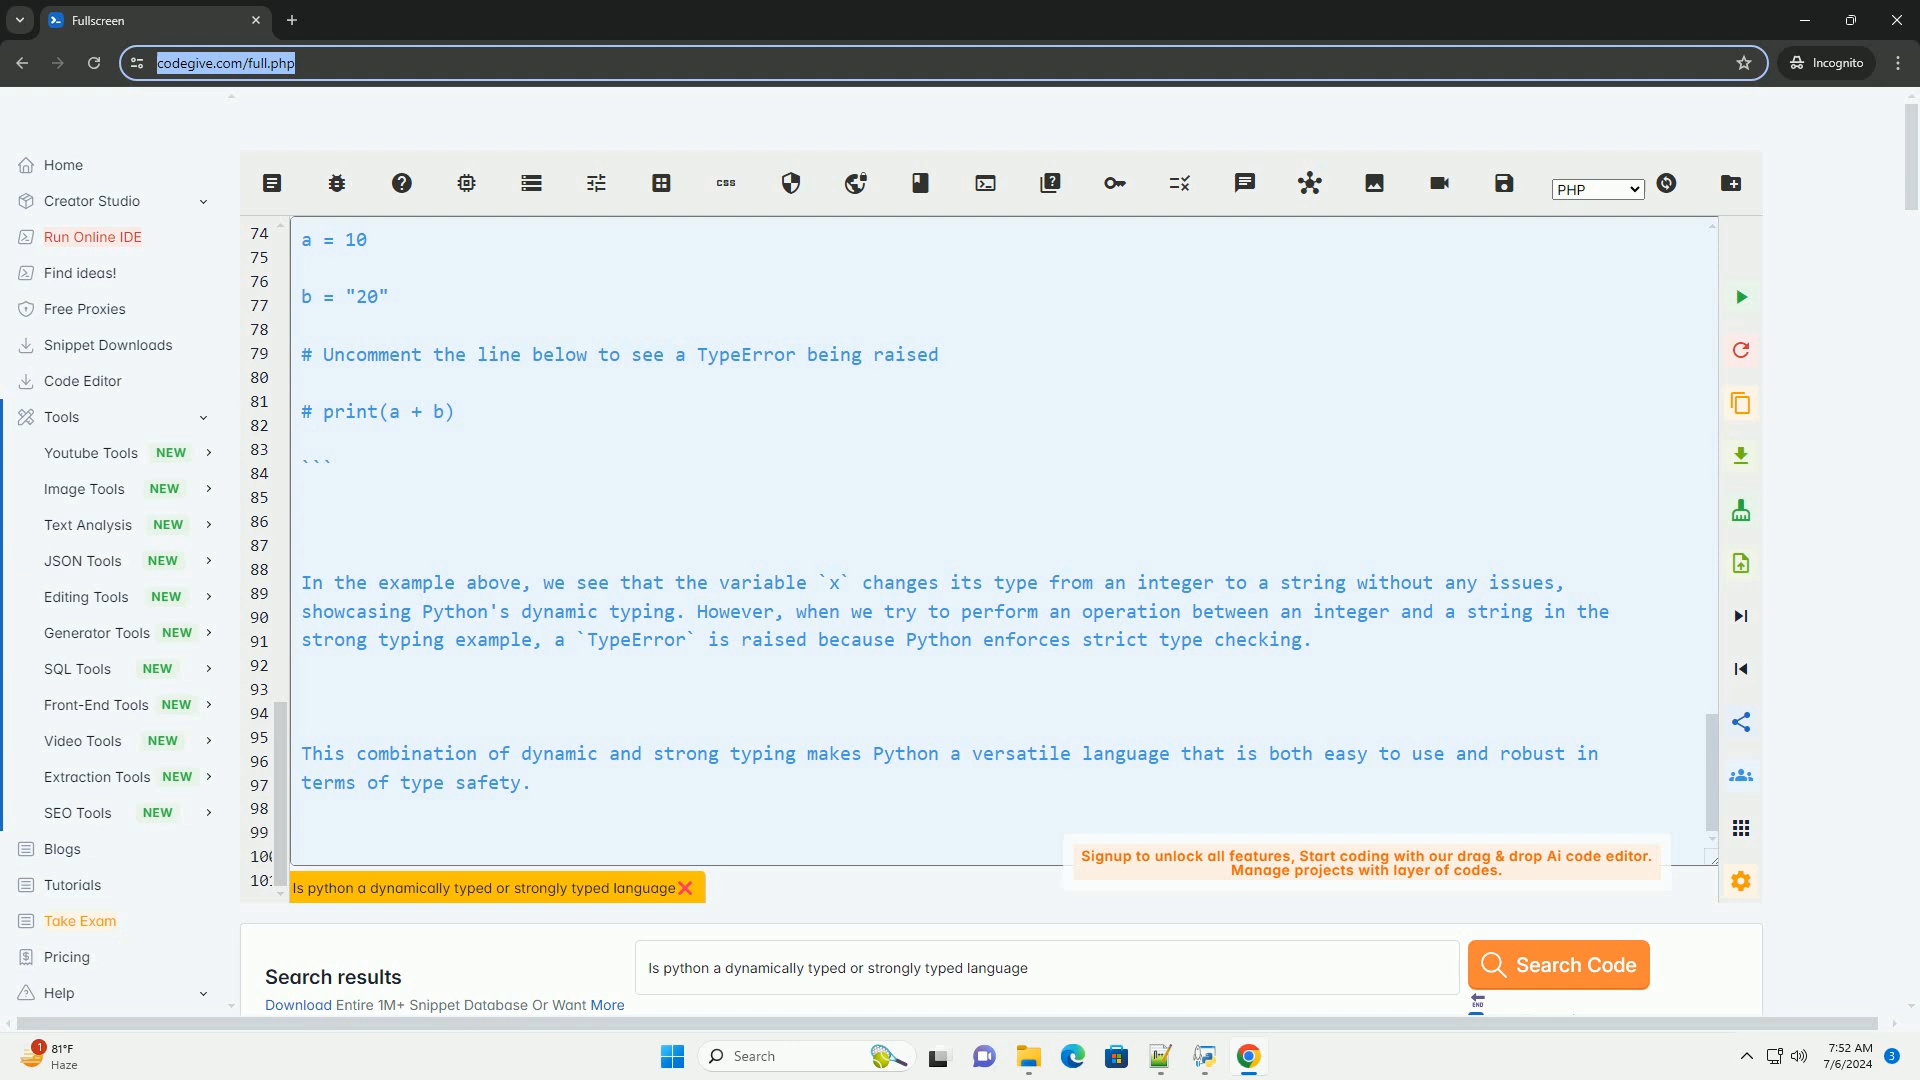 Fullscreen
codegive.com/full.php
Incognito
Home
Creator Studio
Run Online IDE
Find ideas!
Free Proxies
Snippet Downloads
Code Editor
Tools
Youtube Tools NEW
Image Tools NEW
Text Analysis NEW
JSON Tools NEW
Editing Tools NEW
Generator Tools NEW
SQL Tools NEW
Front-End Tools NEW
Video Tools NEW
Extraction Tools NEW
SEO Tools NEW
Blogs
Tutorials
Take Exam
Pricing
Help
css
PHP
74
75
76
77
78
79
80
81
82
83
84
85
86
87
88
89
90
91
92
93
94
95
96
97
98
99
a = 10
b = "20"
# Uncomment the line below to see a TypeError being raised
# print(a + b)
```
In the example above, we see that the variable `x` changes its type from an integer to a string without any issues,
showcasing Python's dynamic typing. However, when we try to perform an operation between an integer and a string in the
strong typing example, a `TypeError` is raised because Python enforces strict type checking.
This combination of dynamic and strong typing makes Python a versatile language that is both easy to use and robust in
terms of type safety.
Signup to unlock all features, Start coding with our drag & drop Ai code editor.
Manage projects with layer of codes.
Is python a dynamically typed or strongly typed language
Search results
Download Entire 1M+ Snippet Database Or Want More
Is python a dynamically typed or strongly typed language
Search Code
END
1
81°F
Haze
Search
7:52 AM
7/6/2024
3